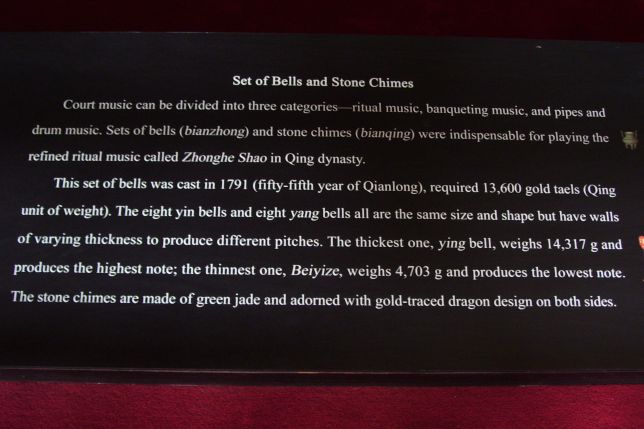 Set of Bells and Stone Chimes
Court music can be divided into three categories—ritual music, banqueting music, and pipes and
drum music. Sets of bells (bianzhong) and stone chimes (bianqing) were indispensable for playing the
refined ritual music called Zhonghe Shao in Qing dynasty.
This set of bells was cast in 1791 (fifty-fifth year of Qianlong), required 13,600 gold taels (Qing
unit of weight). The eight yin bells and eight yang bells all are the same size and shape but have walls
of varying thickness to produce different pitches. The thickest one, ying bell, weighs 14,317 g and
produces the highest note; the thinnest one, Beiyize, weighs 4,703 g and produces the lowest note.
The stone chimes are made of green jade and adorned with gold-traced dragon design on both sides.